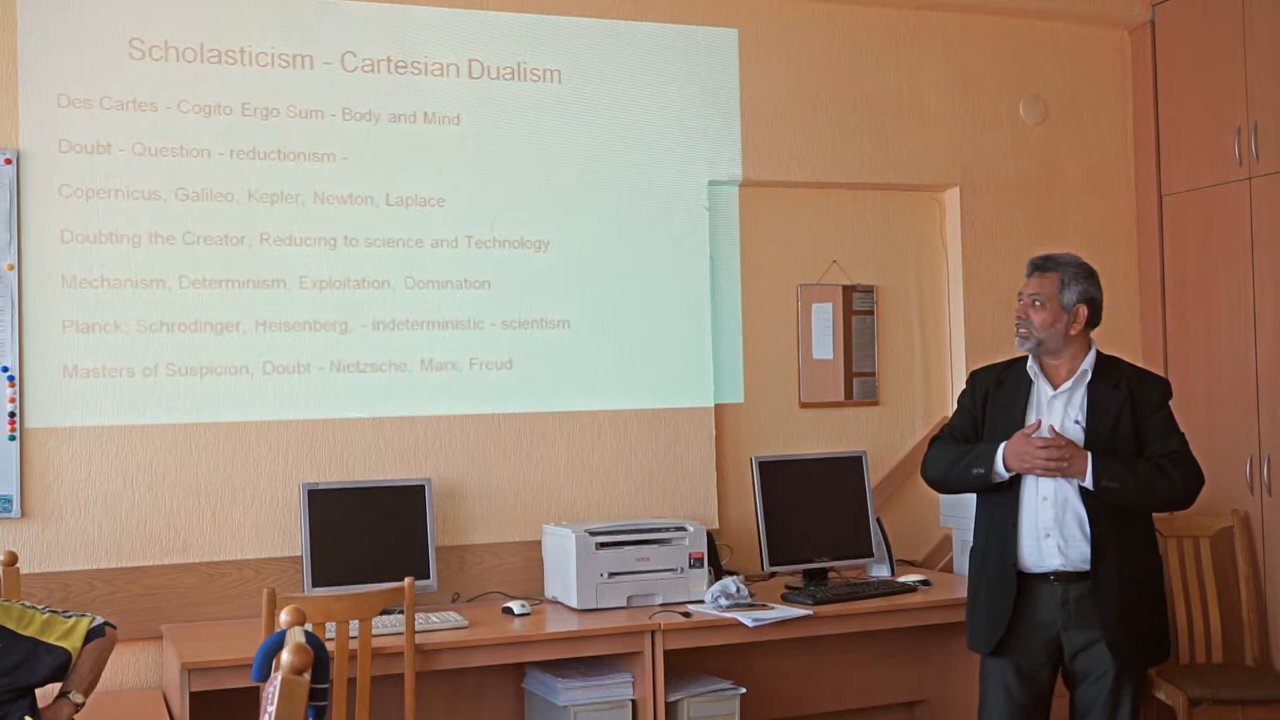 Scholasticism - Cartesian Dualism
Des Cartes - Cogito Ergo Sum - Body and Mind
Doubt - Question - reductionism -
Copernicus, Galileo, Kepler, Newton, Laplace
Doubting the Creator, Reducing to science and Technology
Mechanism, Determinism, Exploitation, Domination
Planck, Schrodinger, Heisenberg, - indeterministic - scientism
Masters of Suspicion, Doubt - Nietzsche, Marx, Freud